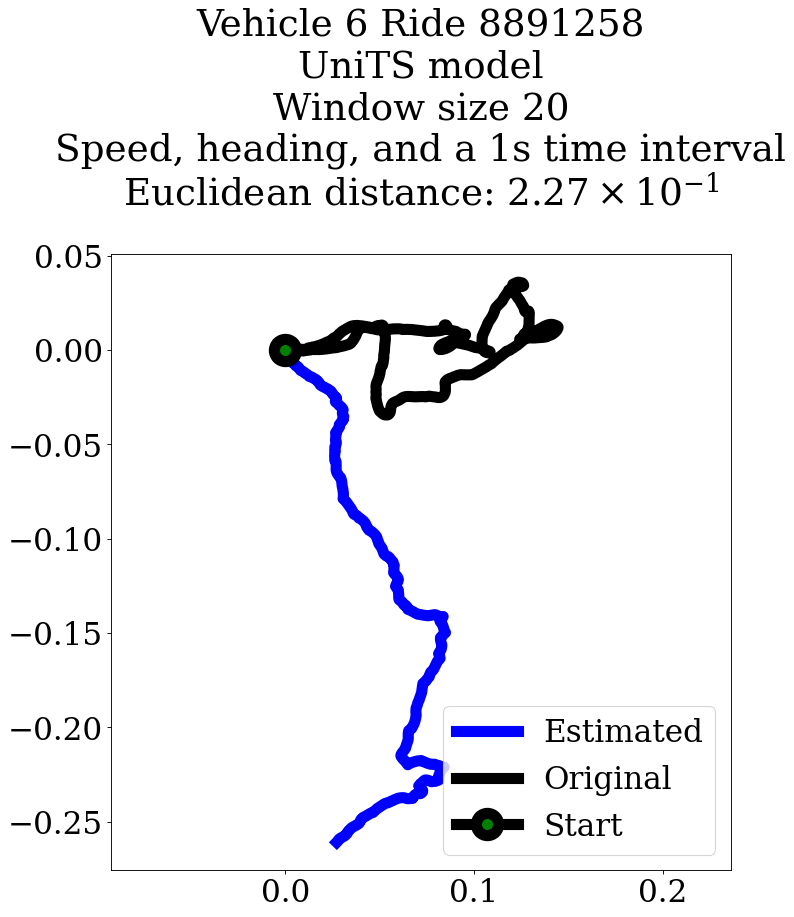 Vehicle 6 Ride 8891258
UniTS model
Window size 20
Speed, heading, and a 1s time interval
Euclidean distance: 2.27 × 10⁻¹
0.05
0.00
−0.05
−0.10
−0.15
−0.20
−0.25
Estimated
Original
Start
0.0 0.1 0.2